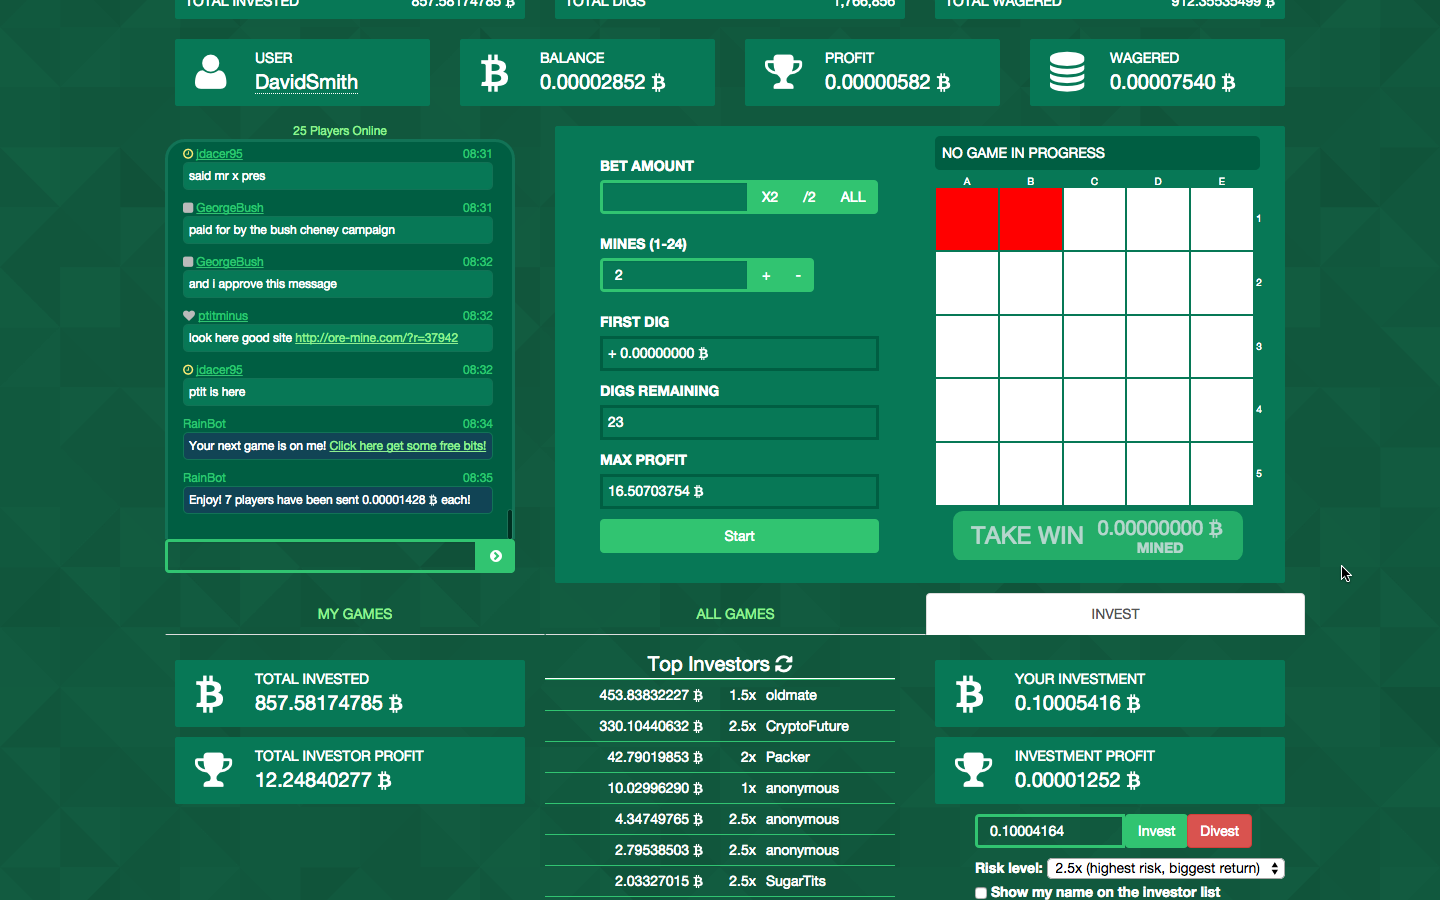 TOTAL INVESTED 857.58174785 ₿
TOTAL DIGS 1,766,856
TOTAL WAGERED 912.35535499 ₿
USER
DavidSmith
BALANCE
0.00002852 ₿
PROFIT
0.00000582 ₿
WAGERED
0.00007540 ₿
25 Players Online
jdacer95 08:31
said mr x pres
GeorgeBush 08:31
paid for by the bush cheney campaign
GeorgeBush 08:32
and i approve this message
ptitminus 08:32
look here good site http://ore-mine.com/?r=37942
jdacer95 08:32
ptit is here
RainBot 08:34
Your next game is on me! Click here get some free bits!
RainBot 08:35
Enjoy! 7 players have been sent 0.00001428 ₿ each!
BET AMOUNT
X2 /2 ALL
MINES (1-24)
2 + -
FIRST DIG
+ 0.00000000 ₿
DIGS REMAINING
23
MAX PROFIT
16.50703754 ₿
Start
NO GAME IN PROGRESS
A B C D E
1
2
3
4
5
TAKE WIN 0.00000000 ₿
MINED
MY GAMES
ALL GAMES
INVEST
TOTAL INVESTED
857.58174785 ₿
TOTAL INVESTOR PROFIT
12.24840277 ₿
Top Investors
453.83832227 ₿ 1.5x oldmate
330.10440632 ₿ 2.5x CryptoFuture
42.79019853 ₿ 2x Packer
10.02996290 ₿ 1x anonymous
4.34749765 ₿ 2.5x anonymous
2.79538503 ₿ 2.5x anonymous
2.03327015 ₿ 2.5x SugarTits
YOUR INVESTMENT
0.10005416 ₿
INVESTMENT PROFIT
0.00001252 ₿
0.10004164 Invest Divest
Risk level: 2.5x (highest risk, biggest return)
Show my name on the investor list